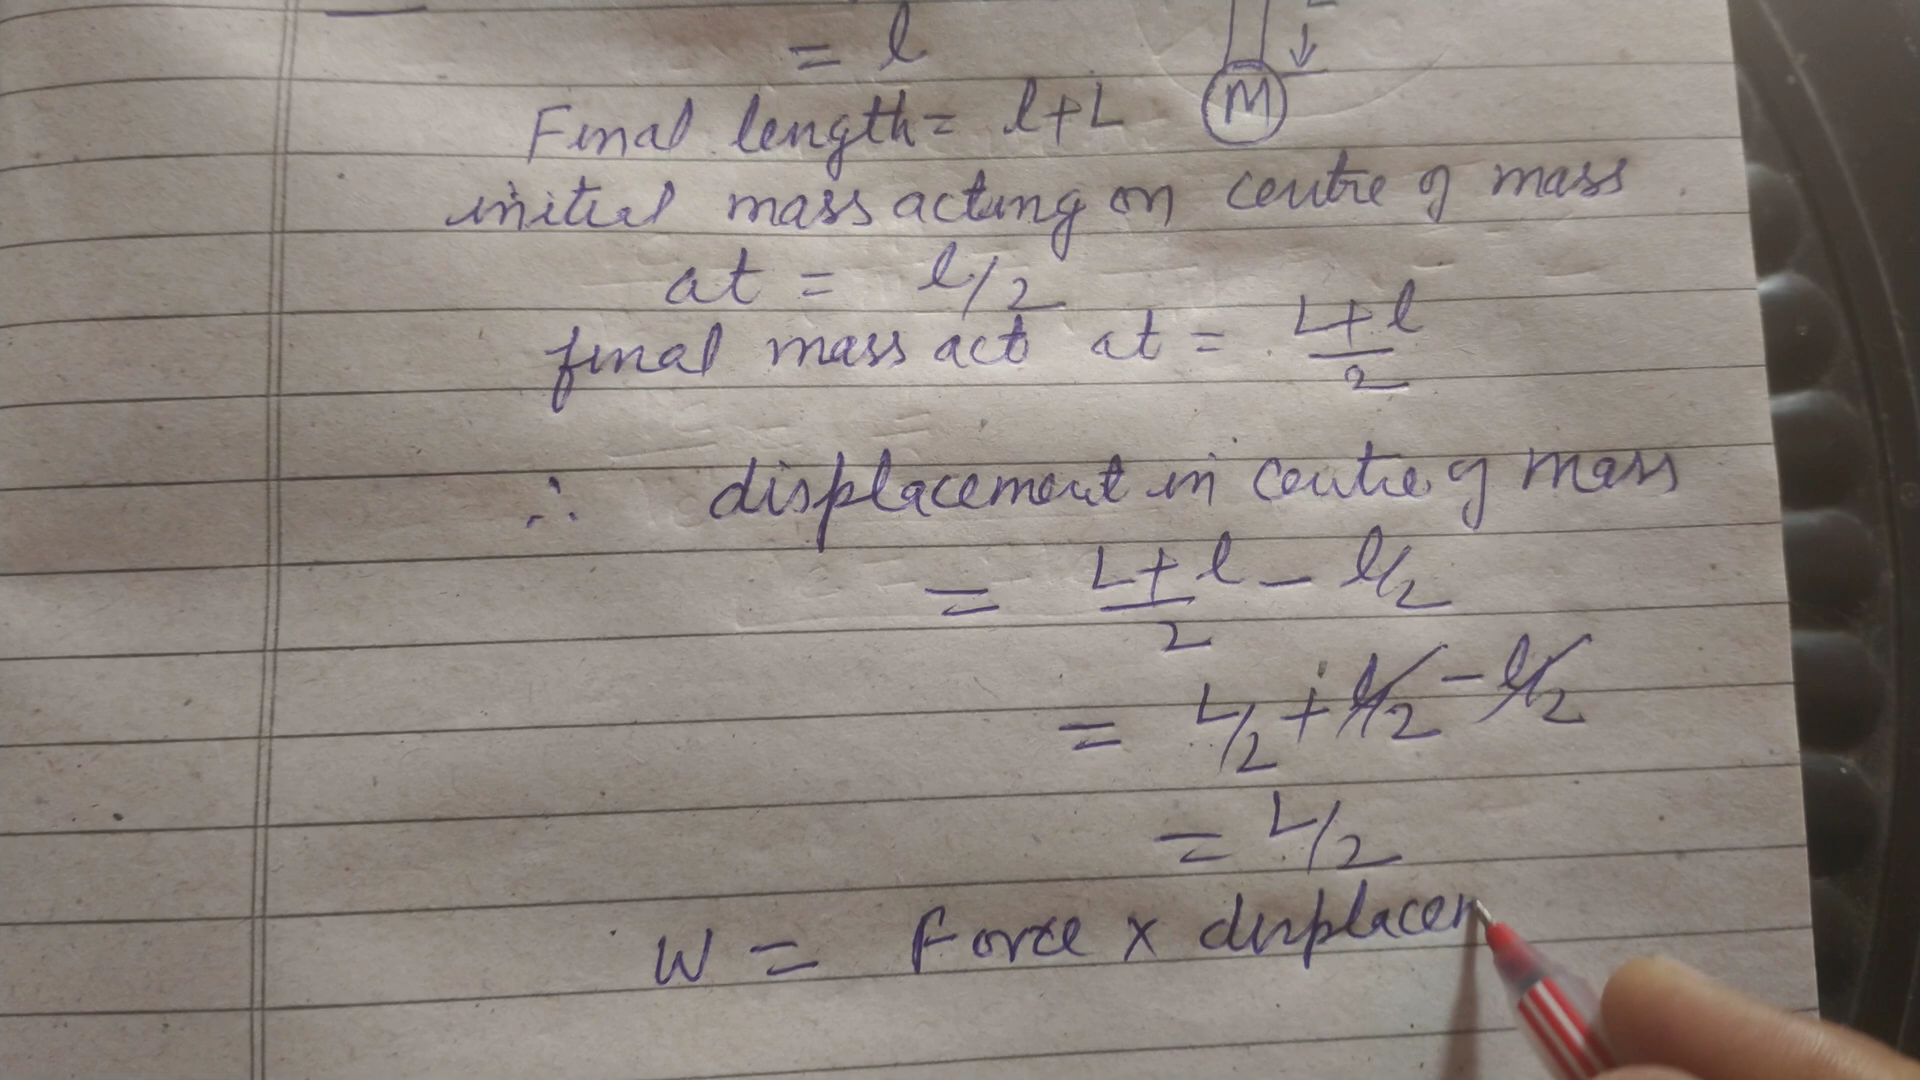 = l
Final length = l+L
M
initial mass acting on centre of mass
at = l/2
final mass act at = L+l/2
∴ displacement in centre of mass
= L+l/2 - l/2
= L/2 + l/2 - l/2
= L/2
W = Force x displacem